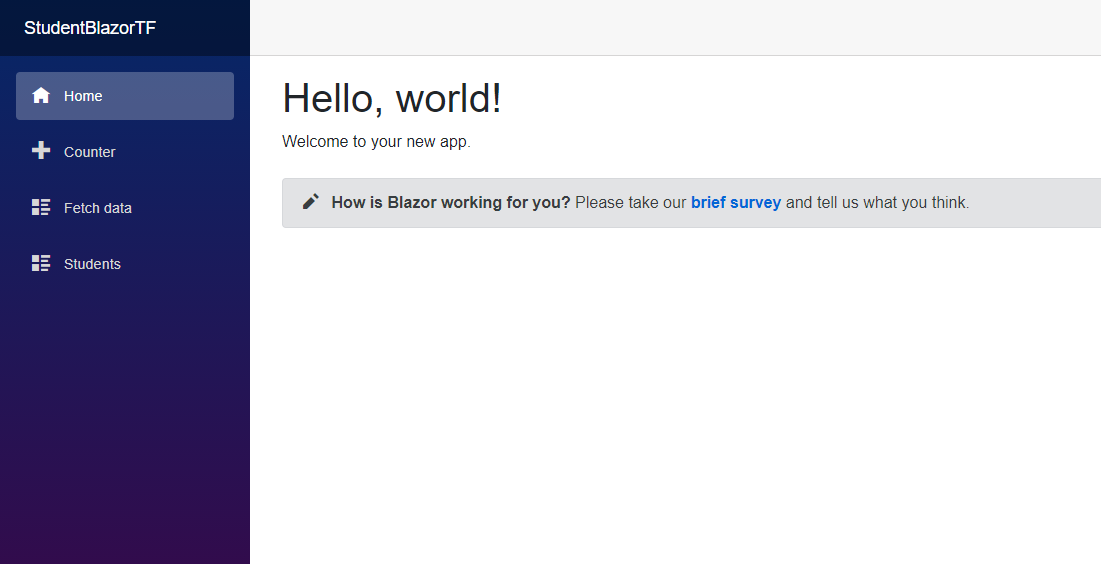 StudentBlazorTF
Home
Counter
Fetch data
Students
Hello, world!
Welcome to your new app.
How is Blazor working for you? Please take our brief survey and tell us what you think.